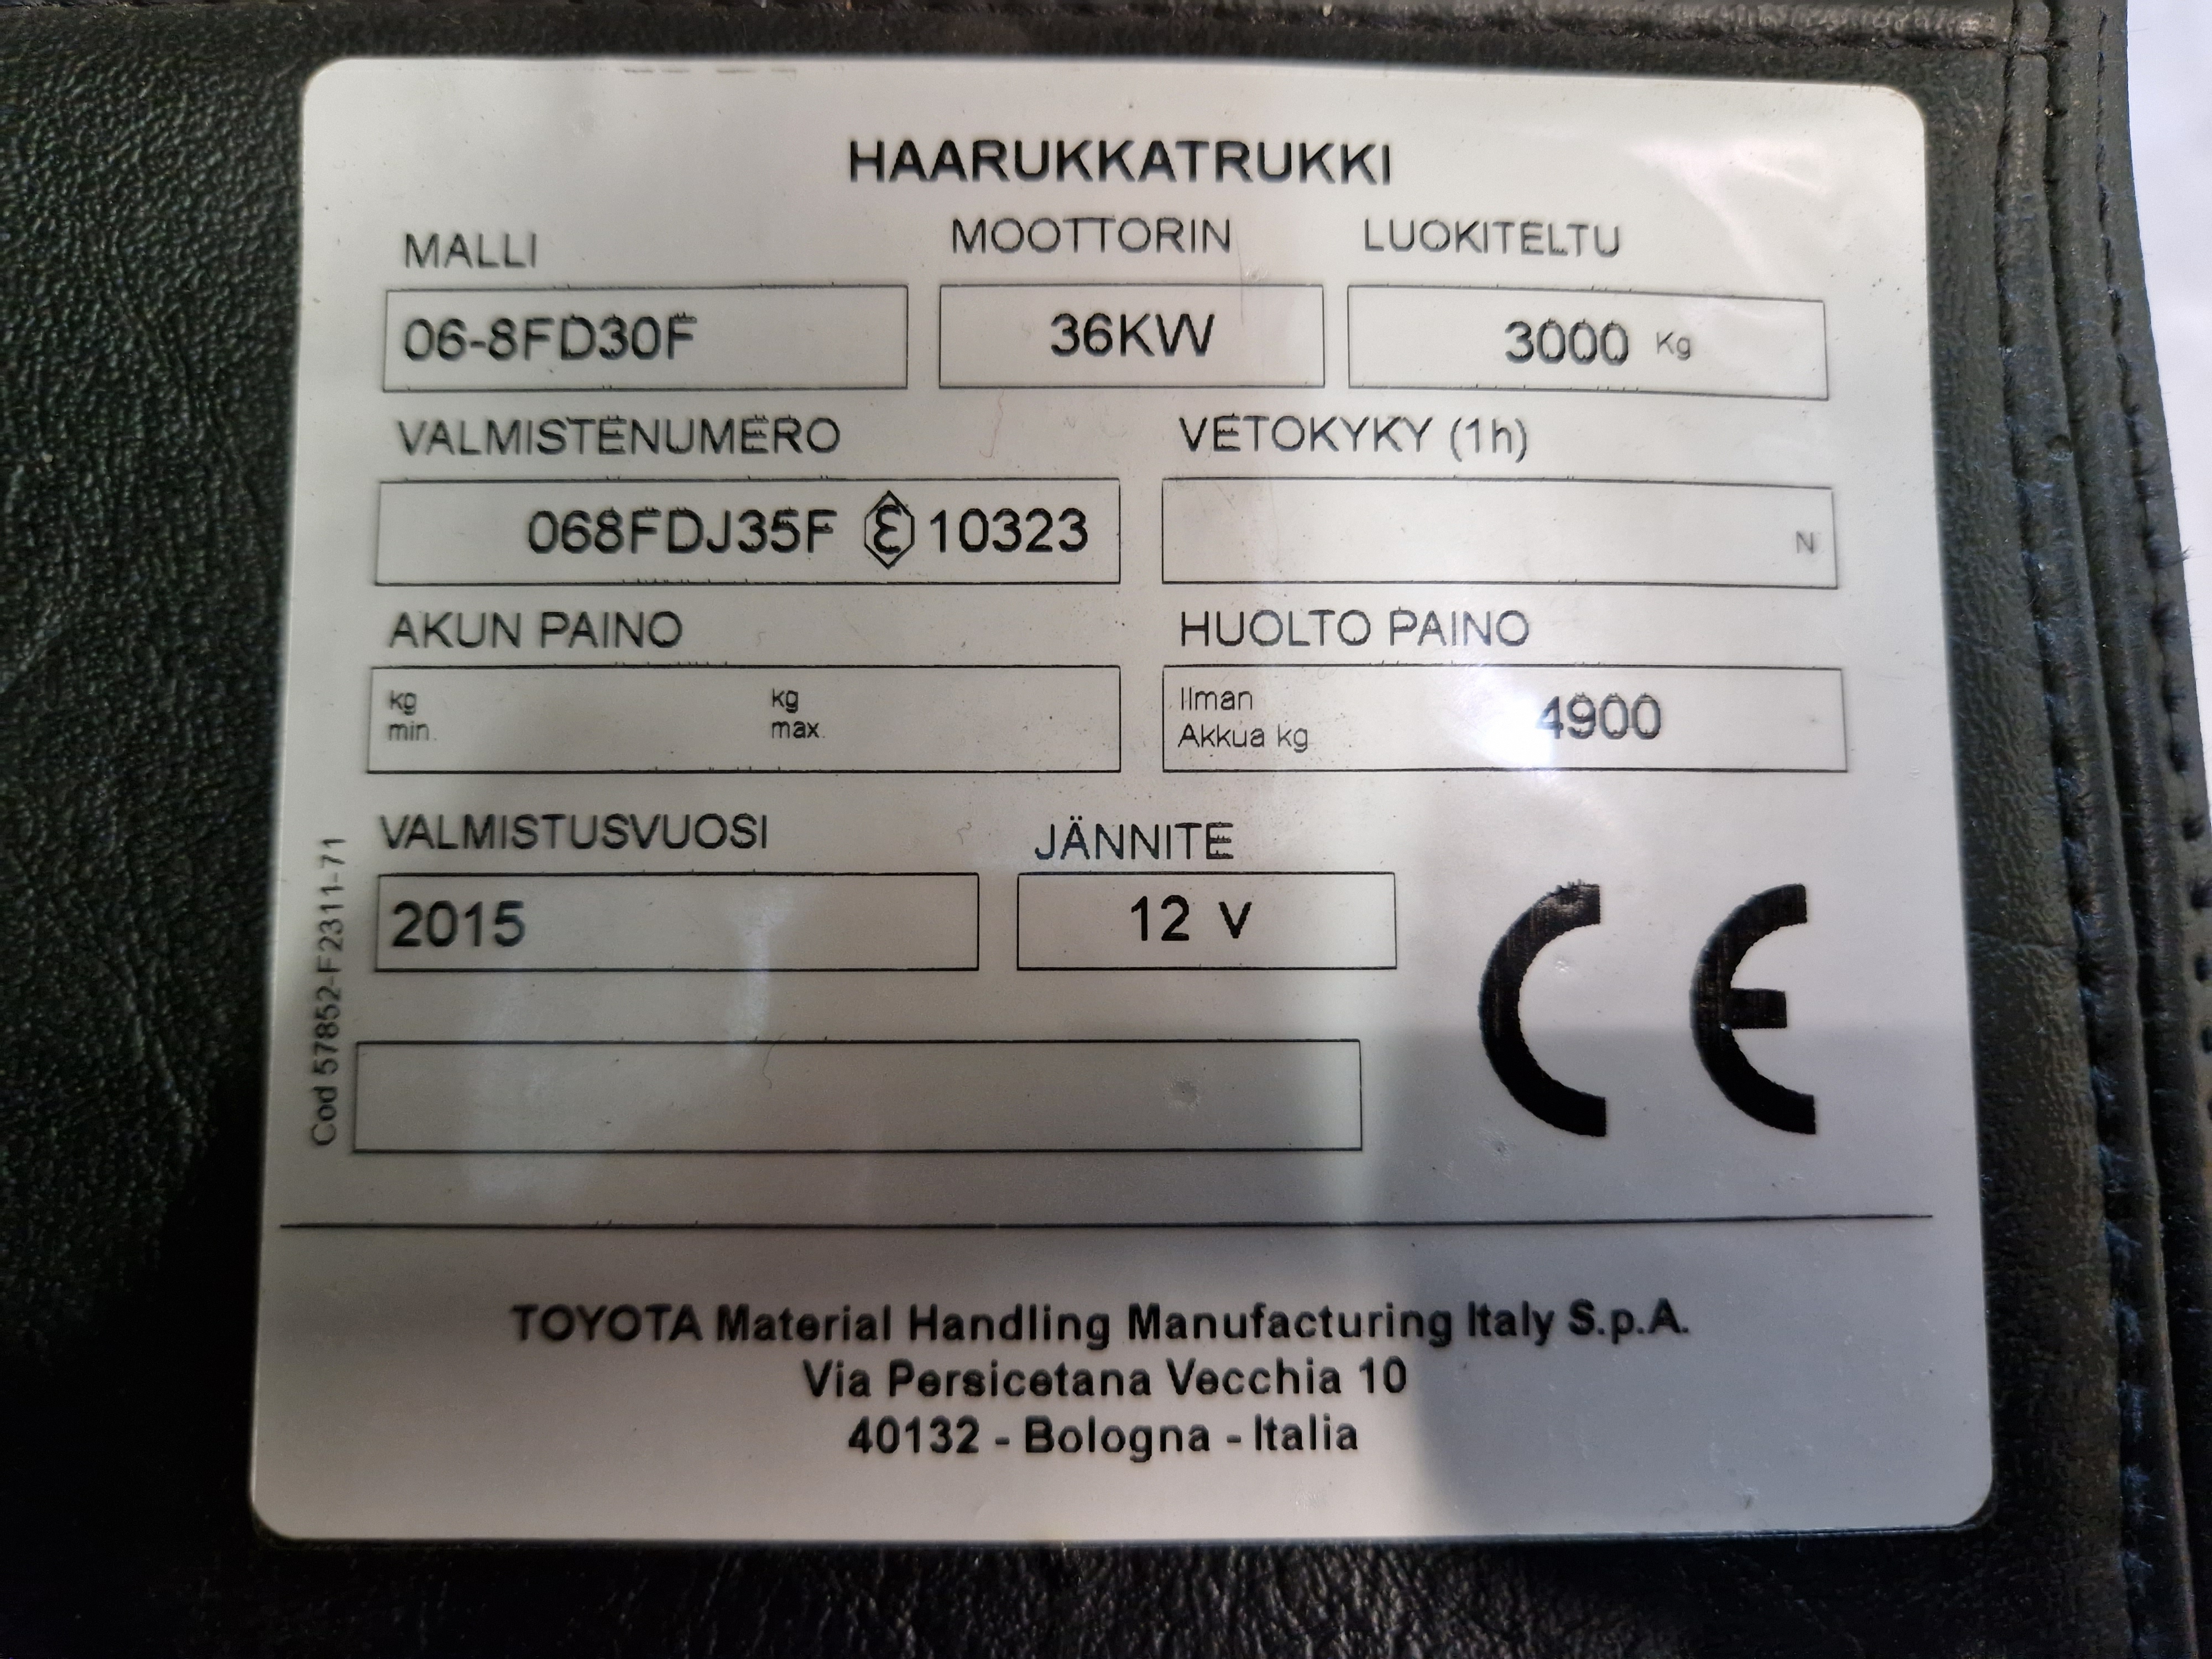 HAARUKKATRUKKI
MALLI MOOTTORIN LUOKITELTU
06-8FD30F 36KW 3000 Kg
VALMISTENUMERO VETOKYKY (1h)
068FDJ35F Ɛ 10323 N
AKUN PAINO HUOLTO PAINO
kg kg Ilman 4900
min. max. Akkua kg
VALMISTUSVUOSI JÄNNITE
2015 12 V
CE
Cod 57852-F2311-71
TOYOTA Material Handling Manufacturing Italy S.p.A.
Via Persicetana Vecchia 10
40132 - Bologna - Italia